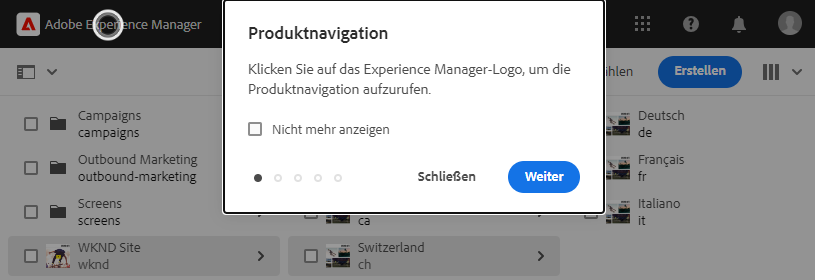 Adobe Experience Manager
Produktnavigation
Klicken Sie auf das Experience Manager-Logo, um die
Produktnavigation aufzurufen.
Nicht mehr anzeigen
Schließen
Weiter
Erstellen
Campaigns
campaigns
Outbound Marketing
outbound-marketing
Screens
screens
WKND Site
wknd
ca
Switzerland
ch
Deutsch
de
Français
fr
Italiano
it